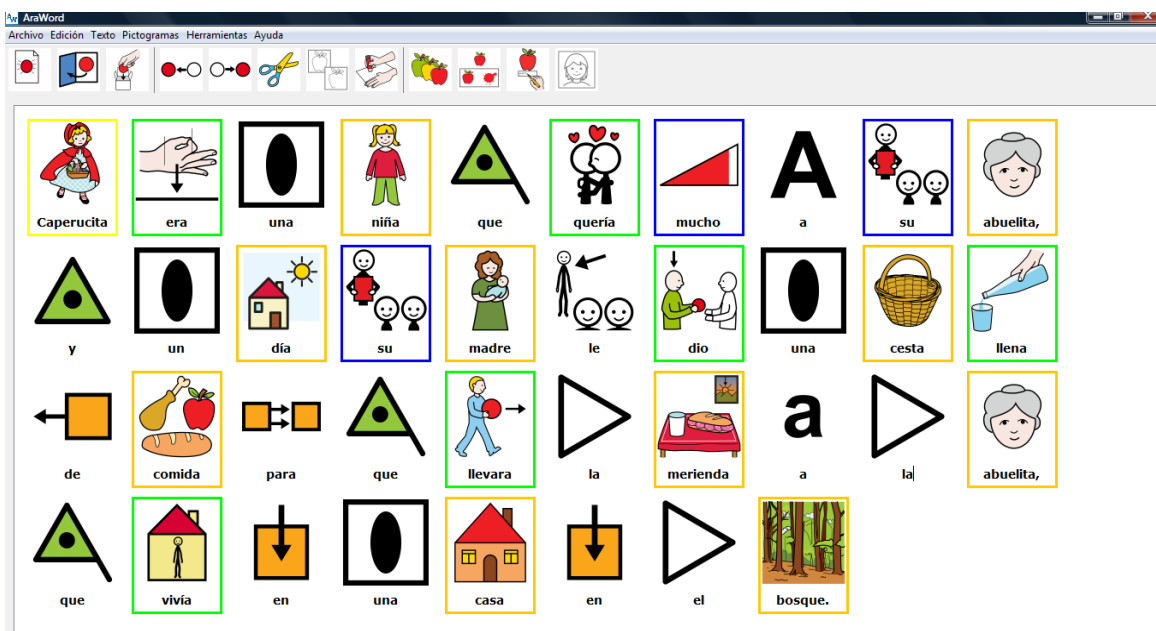 AraWord
Archivo Edición Texto Pictogramas Herramientas Ayuda
Caperucita era una niña que quería mucho a su abuelita,
y un día su madre le dio una cesta llena
de comida para que llevara la merienda a la abuelita,
que vivía en una casa en el bosque.